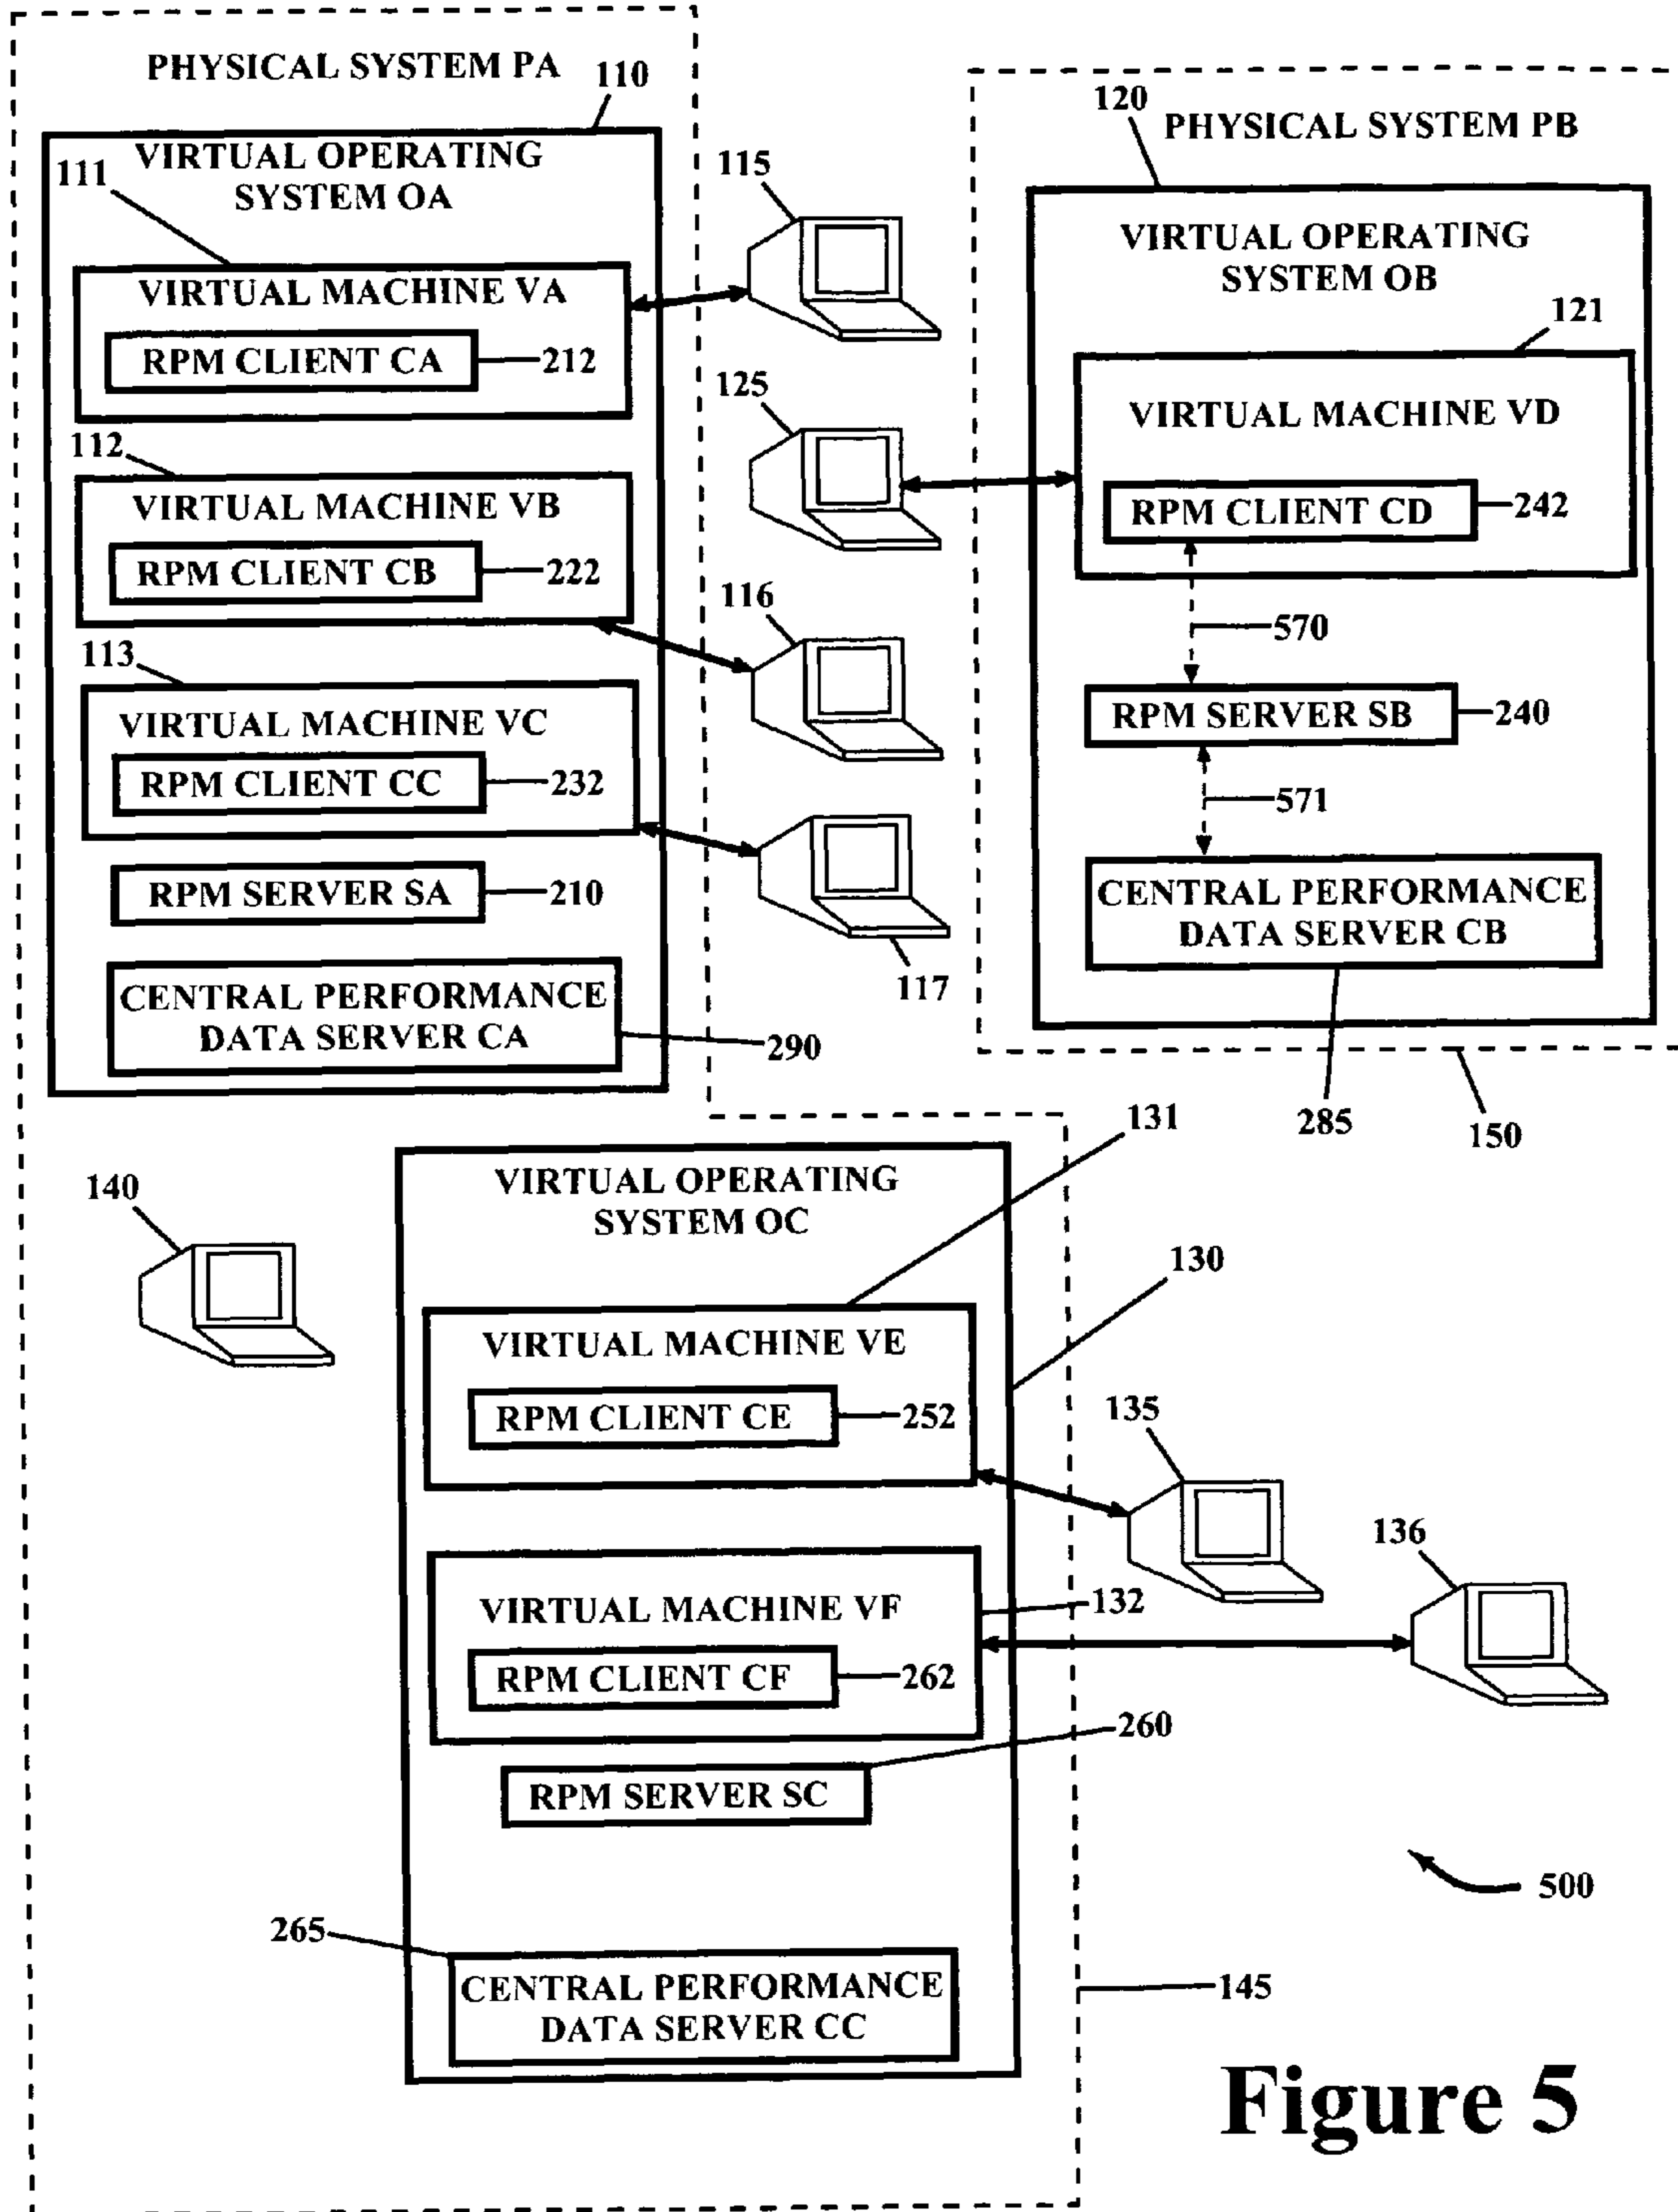 PHYSICAL SYSTEM PA
110
VIRTUAL OPERATING
SYSTEM OA
111
VIRTUAL MACHINE VA
RPM CLIENT CA
212
112
VIRTUAL MACHINE VB
RPM CLIENT CB
222
113
VIRTUAL MACHINE VC
RPM CLIENT CC
232
RPM SERVER SA
210
CENTRAL PERFORMANCE
DATA SERVER CA
290
115
125
116
117
120
PHYSICAL SYSTEM PB
VIRTUAL OPERATING
SYSTEM OB
121
VIRTUAL MACHINE VD
RPM CLIENT CD
242
570
RPM SERVER SB
240
571
CENTRAL PERFORMANCE
DATA SERVER CB
285
150
131
140
VIRTUAL OPERATING
SYSTEM OC
130
VIRTUAL MACHINE VE
RPM CLIENT CE
252
135
136
VIRTUAL MACHINE VF
132
RPM CLIENT CF
262
260
RPM SERVER SC
500
265
CENTRAL PERFORMANCE
DATA SERVER CC
145
Figure 5